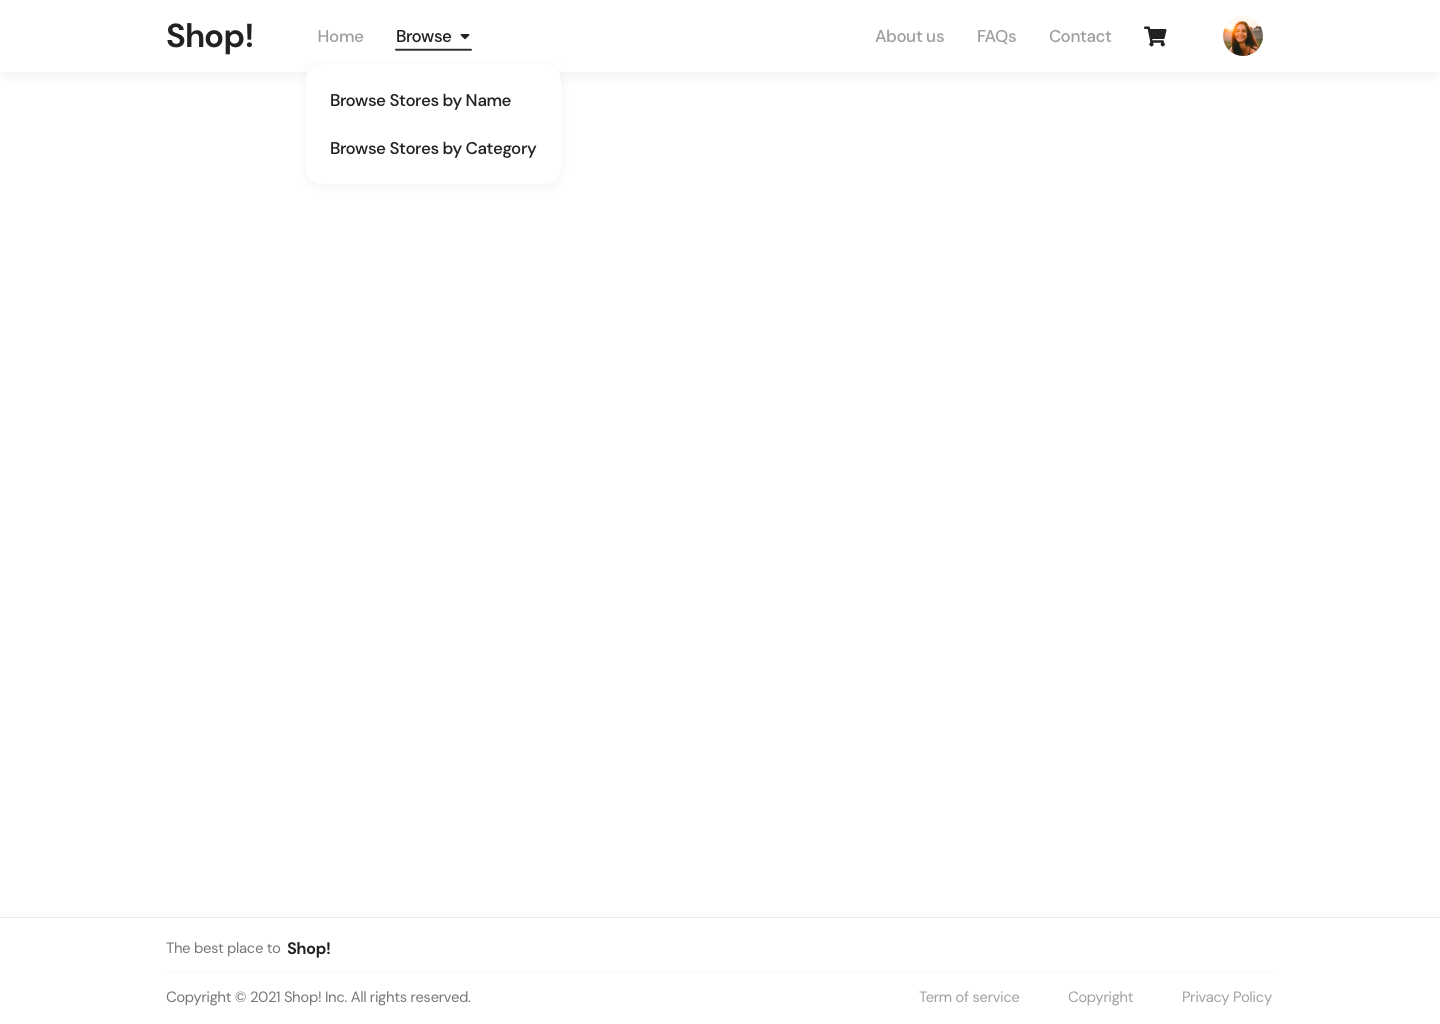 Shop!
Home
Browse
About us
FAQs
Contact
Browse Stores by Name
Browse Stores by Category
The best place to Shop!
Copyright © 2021 Shop! Inc. All rights reserved.
Term of service
Copyright
Privacy Policy